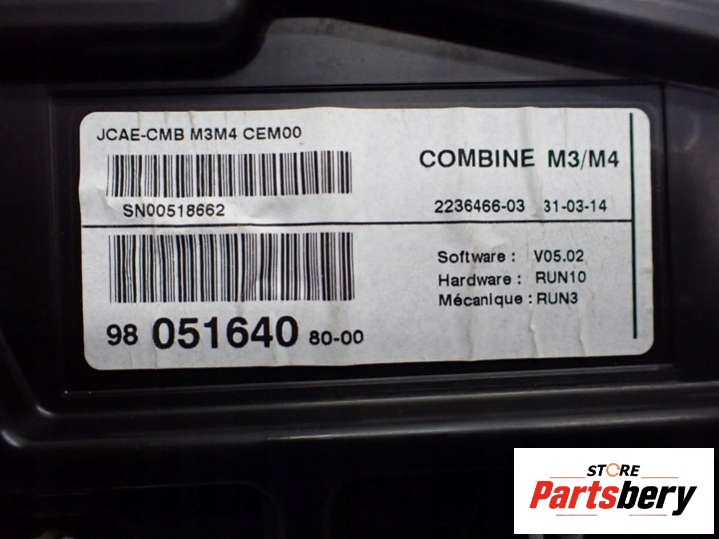 JCAE-CMB M3M4 CEM00
SN00518662
98 051640 80-00
COMBINE M3/M4
2236466-03 31-03-14
Software : V05.02
Hardware : RUN10
Mécanique : RUN3
STORE
Partsbery